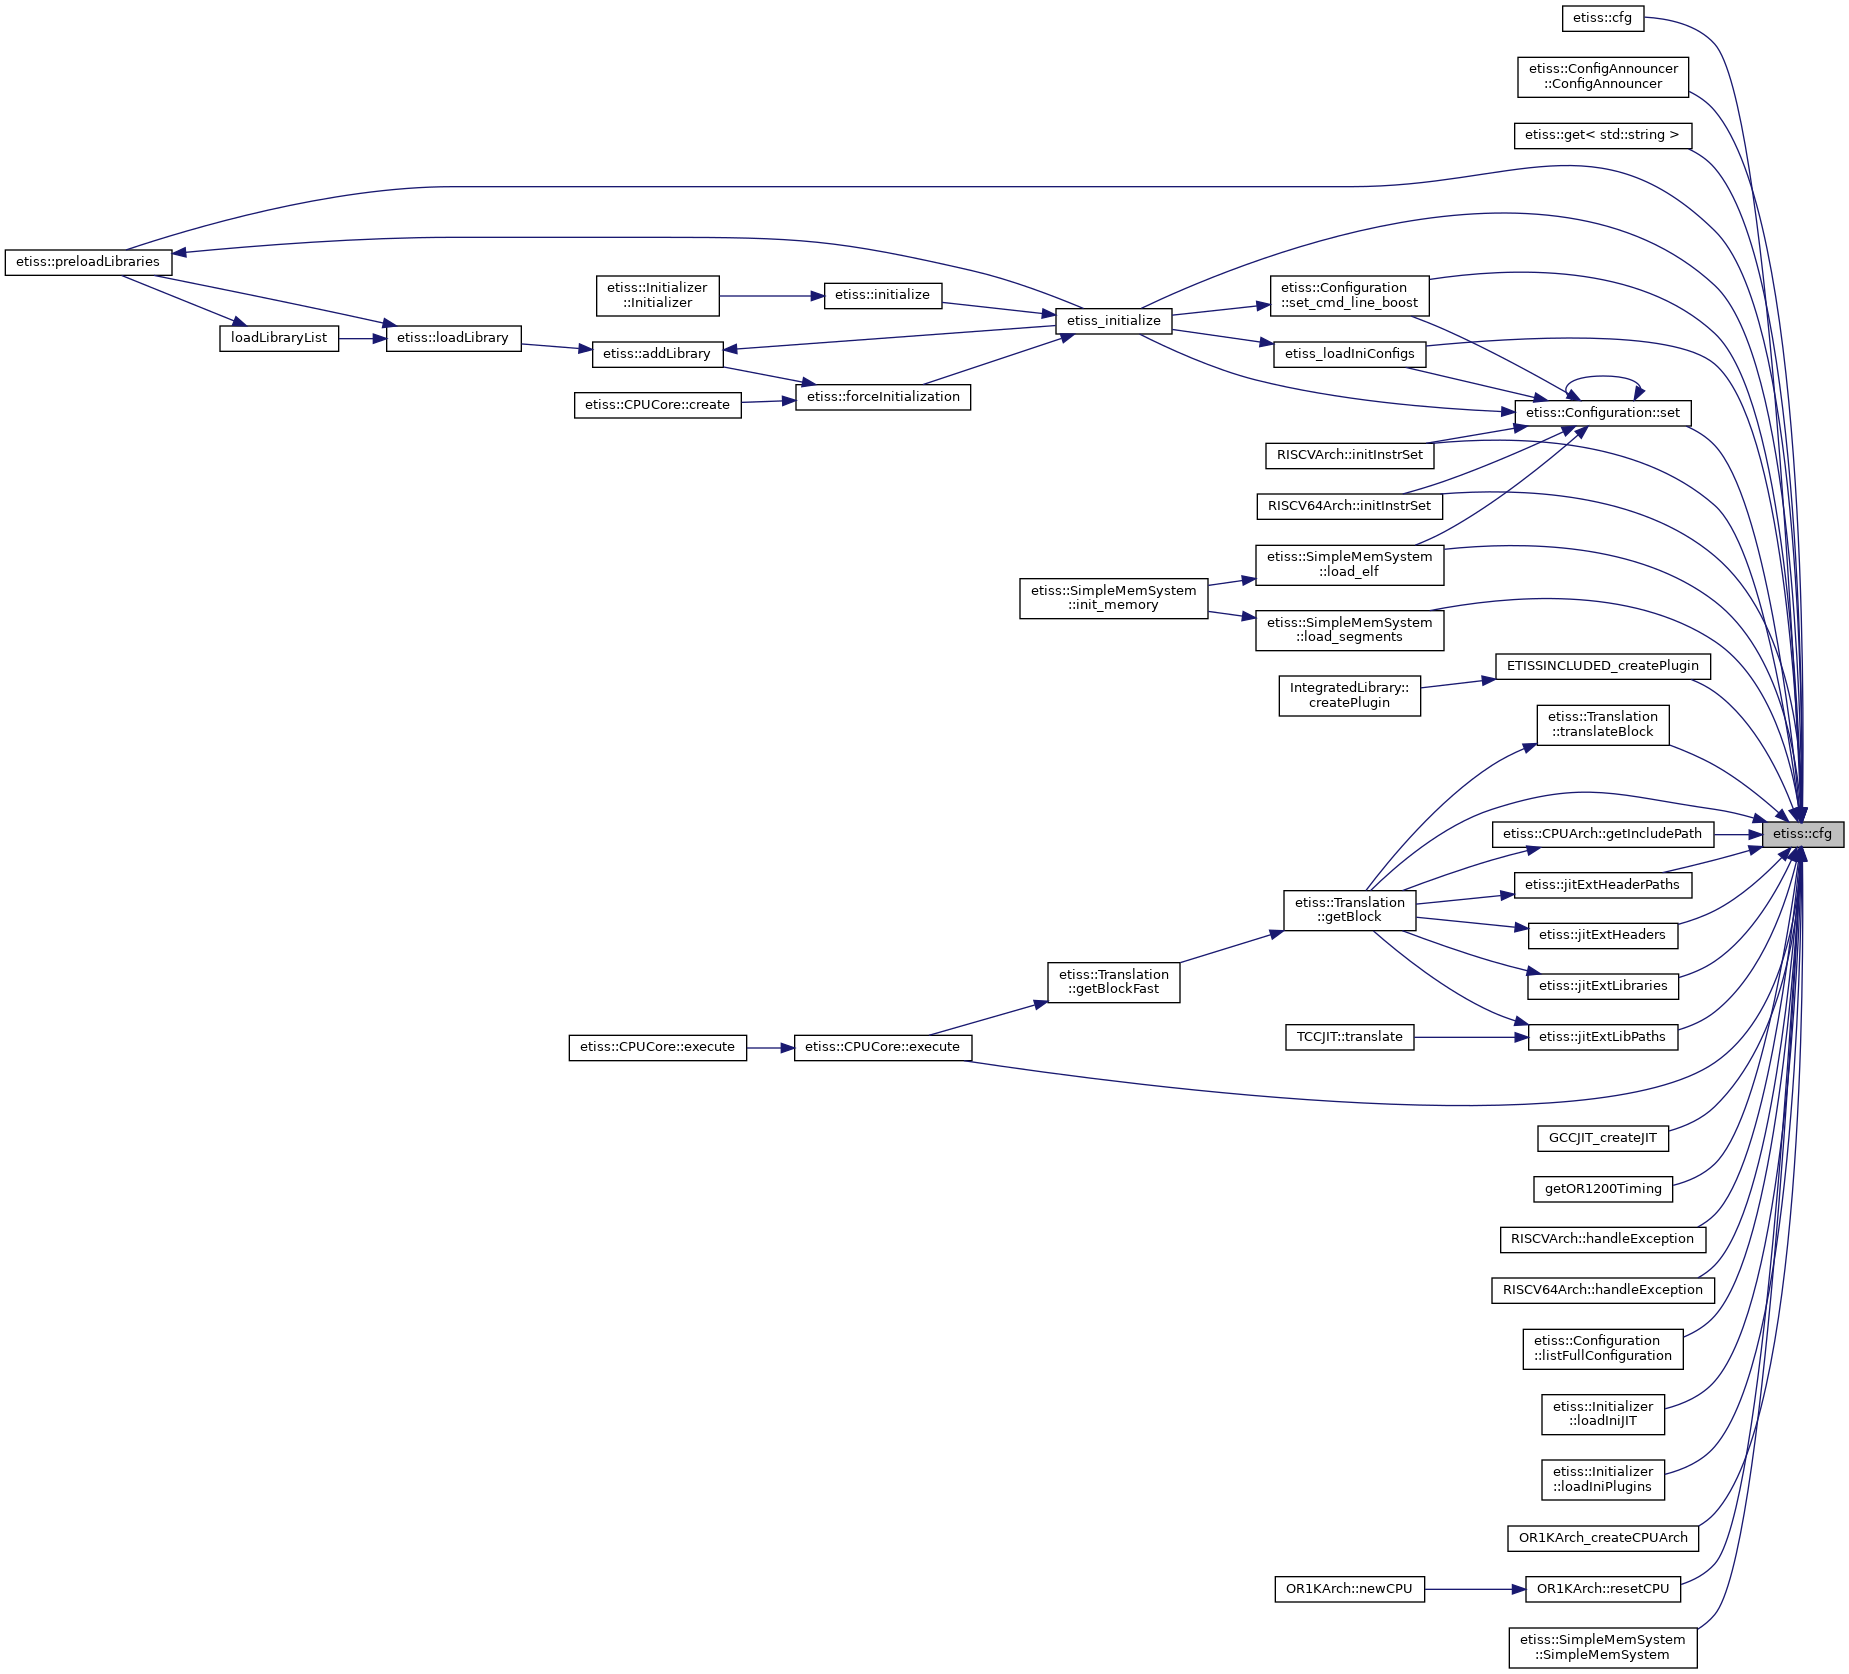 etiss::cfg
etiss::ConfigAnnouncer
::ConfigAnnouncer
etiss::get< std::string >
etiss::preloadLibraries
etiss::Initializer
::Initializer
etiss::initialize
etiss::Configuration
::set_cmd_line_boost
etiss_initialize
loadLibraryList
etiss::loadLibrary
etiss::addLibrary
etiss_loadIniConfigs
etiss::CPUCore::create
etiss::forceInitialization
etiss::Configuration::set
RISCVArch::initInstrSet
RISCV64Arch::initInstrSet
etiss::SimpleMemSystem
::load_elf
etiss::SimpleMemSystem
::init_memory
etiss::SimpleMemSystem
::load_segments
ETISSINCLUDED_createPlugin
IntegratedLibrary::
createPlugin
etiss::Translation
::translateBlock
etiss::cfg
etiss::CPUArch::getIncludePath
etiss::jitExtHeaderPaths
etiss::Translation
::getBlock
etiss::jitExtHeaders
etiss::Translation
::getBlockFast
etiss::jitExtLibraries
TCCJIT::translate
etiss::jitExtLibPaths
etiss::CPUCore::execute
etiss::CPUCore::execute
GCCJIT_createJIT
getOR1200Timing
RISCVArch::handleException
RISCV64Arch::handleException
etiss::Configuration
::listFullConfiguration
etiss::Initializer
::loadIniJIT
etiss::Initializer
::loadIniPlugins
OR1KArch_createCPUArch
OR1KArch::newCPU
OR1KArch::resetCPU
etiss::SimpleMemSystem
::SimpleMemSystem